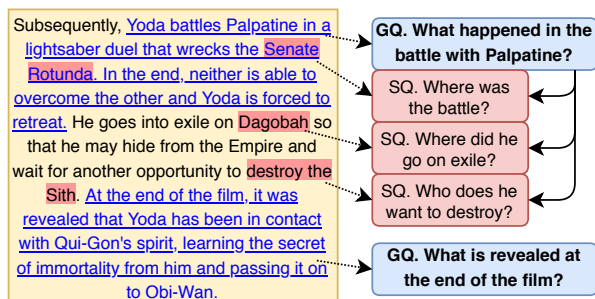 Subsequently, Yoda battles Palpatine in a
lightsaber duel that wrecks the Senate
Rotunda. In the end, neither is able to
overcome the other and Yoda is forced to
retreat. He goes into exile on Dagobah so
that he may hide from the Empire and
wait for another opportunity to destroy the
Sith. At the end of the film, it was
revealed that Yoda has been in contact
with Qui-Gon's spirit, learning the secret
of immortality from him and passing it on
to Obi-Wan.
GQ. What happened in the
battle with Palpatine?
SQ. Where was
the battle?
SQ. Where did he
go on exile?
SQ. Who does he
want to destroy?
GQ. What is revealed at
the end of the film?